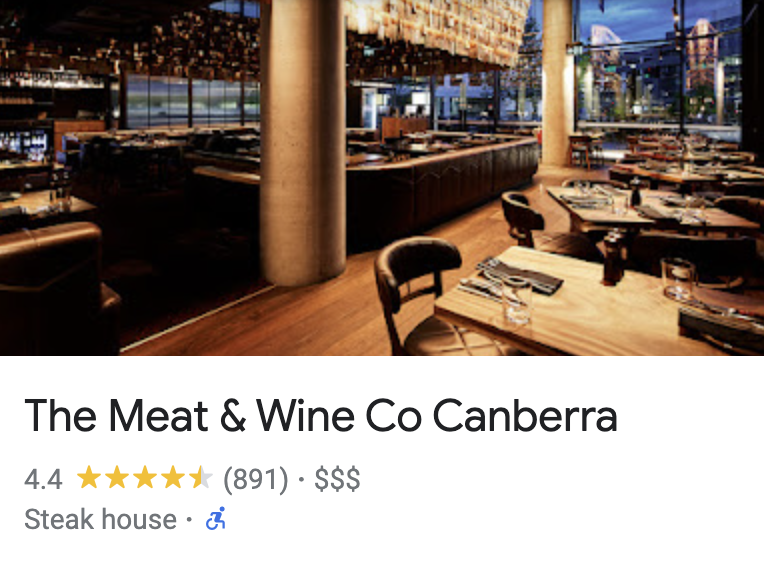 The Meat & Wine Co Canberra
4.4 (891) · $$$
Steak house ·